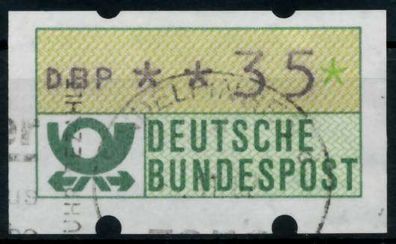 DBP ** 35*
DEUTSCHE
BUNDESPOST